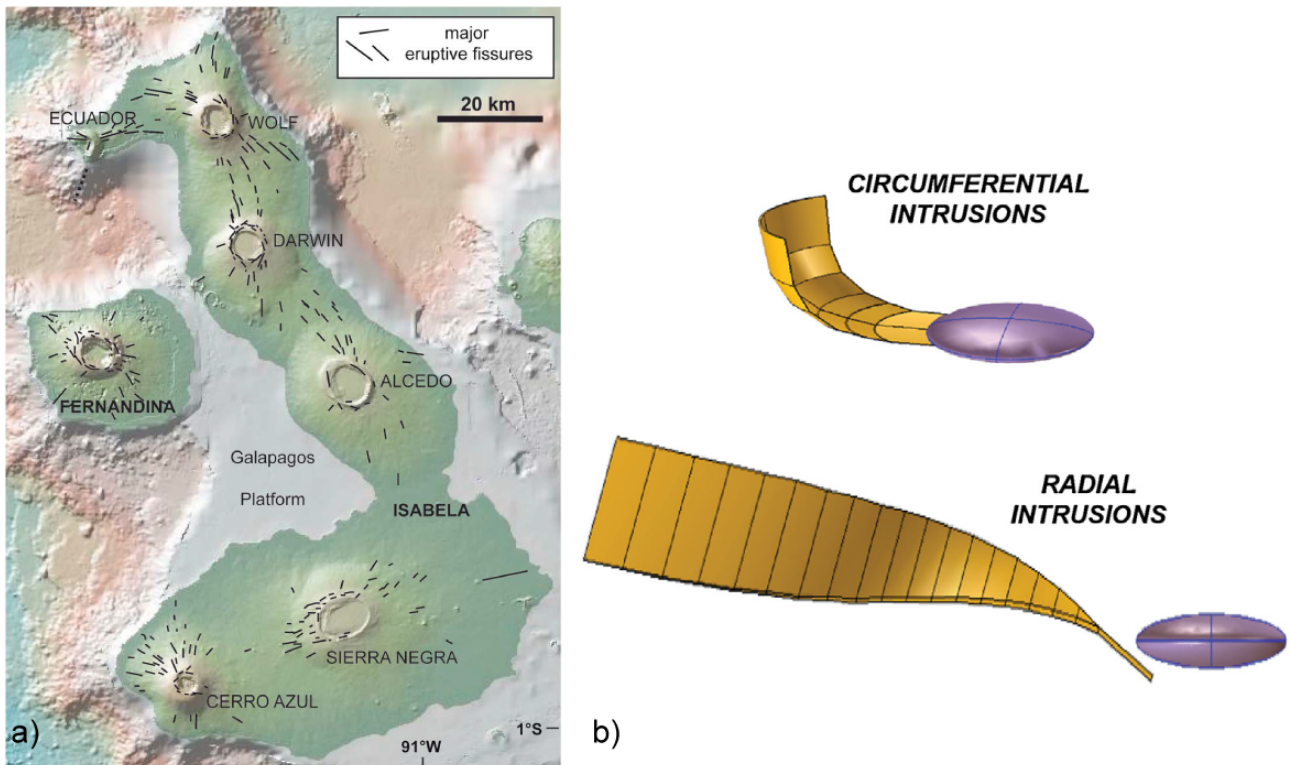 major
eruptive fissures
20 km
ECUADOR
WOLF
DARWIN
ALCEDO
FERNANDINA
Galapagos
Platform
ISABELA
SIERRA NEGRA
CERRO AZUL
1°S
91°W
a)
CIRCUMFERENTIAL
INTRUSIONS
RADIAL
INTRUSIONS
b)